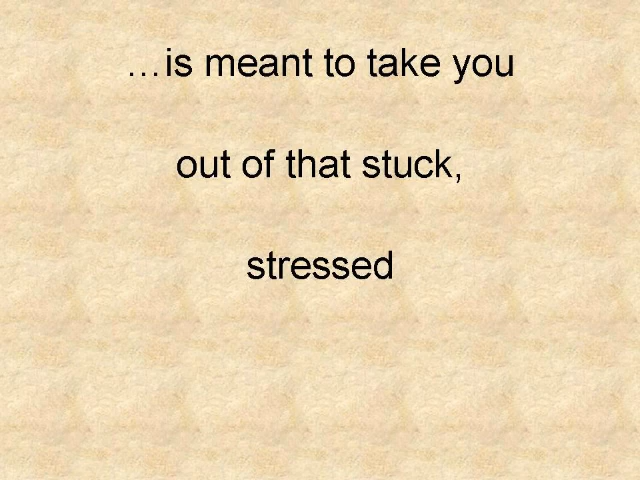 …is meant to take you
out of that stuck,
stressed